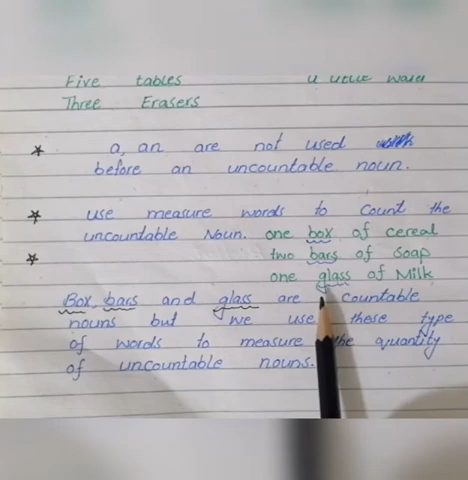 Five tables water
Three Erasers
a, an are not used
before an uncountable noun.
use measure words to count the
uncountable Noun. one box of cereal
two bars of soap
one glass of Milk
Box, bars and glass are countable
nouns but we use these type
of words to measure the quantity
of uncountable nouns.